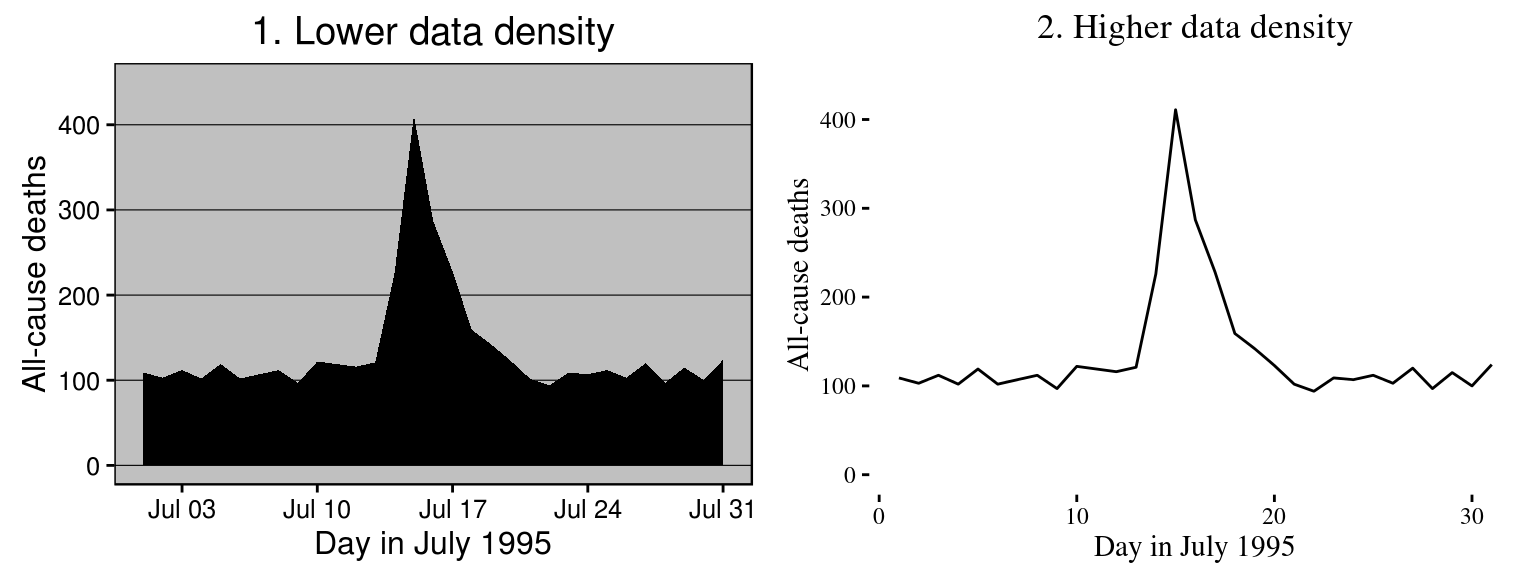 1. Lower data density
All-cause deaths
400
300
200
100
0
Jul 03 Jul 10 Jul 17 Jul 24 Jul 31
Day in July 1995
2. Higher data density
All-cause deaths
400
300
200
100
0
0 10 20 30
Day in July 1995